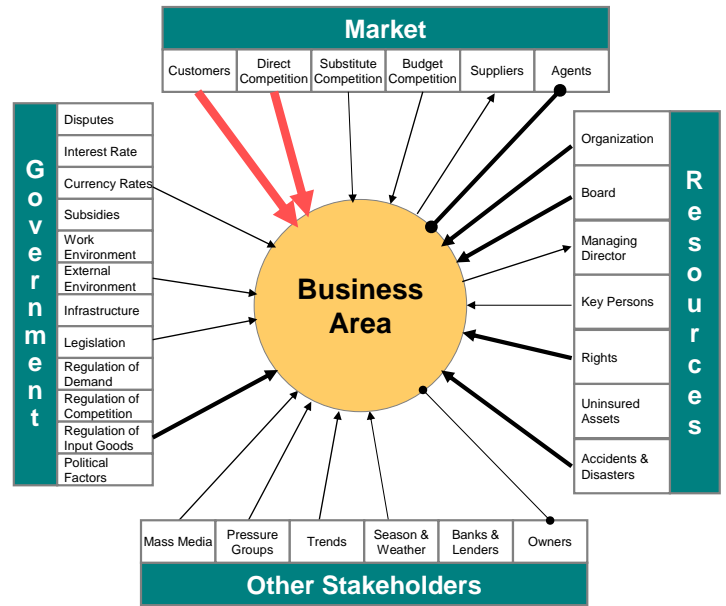 Market
Customers
Direct
Competition
Substitute
Competition
Budget
Competition
Suppliers
Agents
Government
Disputes
Interest Rate
Currency Rates
Subsidies
Work
Environment
External
Environment
Infrastructure
Legislation
Regulation of
Demand
Regulation of
Competition
Regulation of
Input Goods
Political
Factors
Business
Area
Organization
Board
Managing
Director
Key Persons
Rights
Uninsured
Assets
Accidents &
Disasters
Resources
Mass Media
Pressure
Groups
Trends
Season &
Weather
Banks &
Lenders
Owners
Other Stakeholders